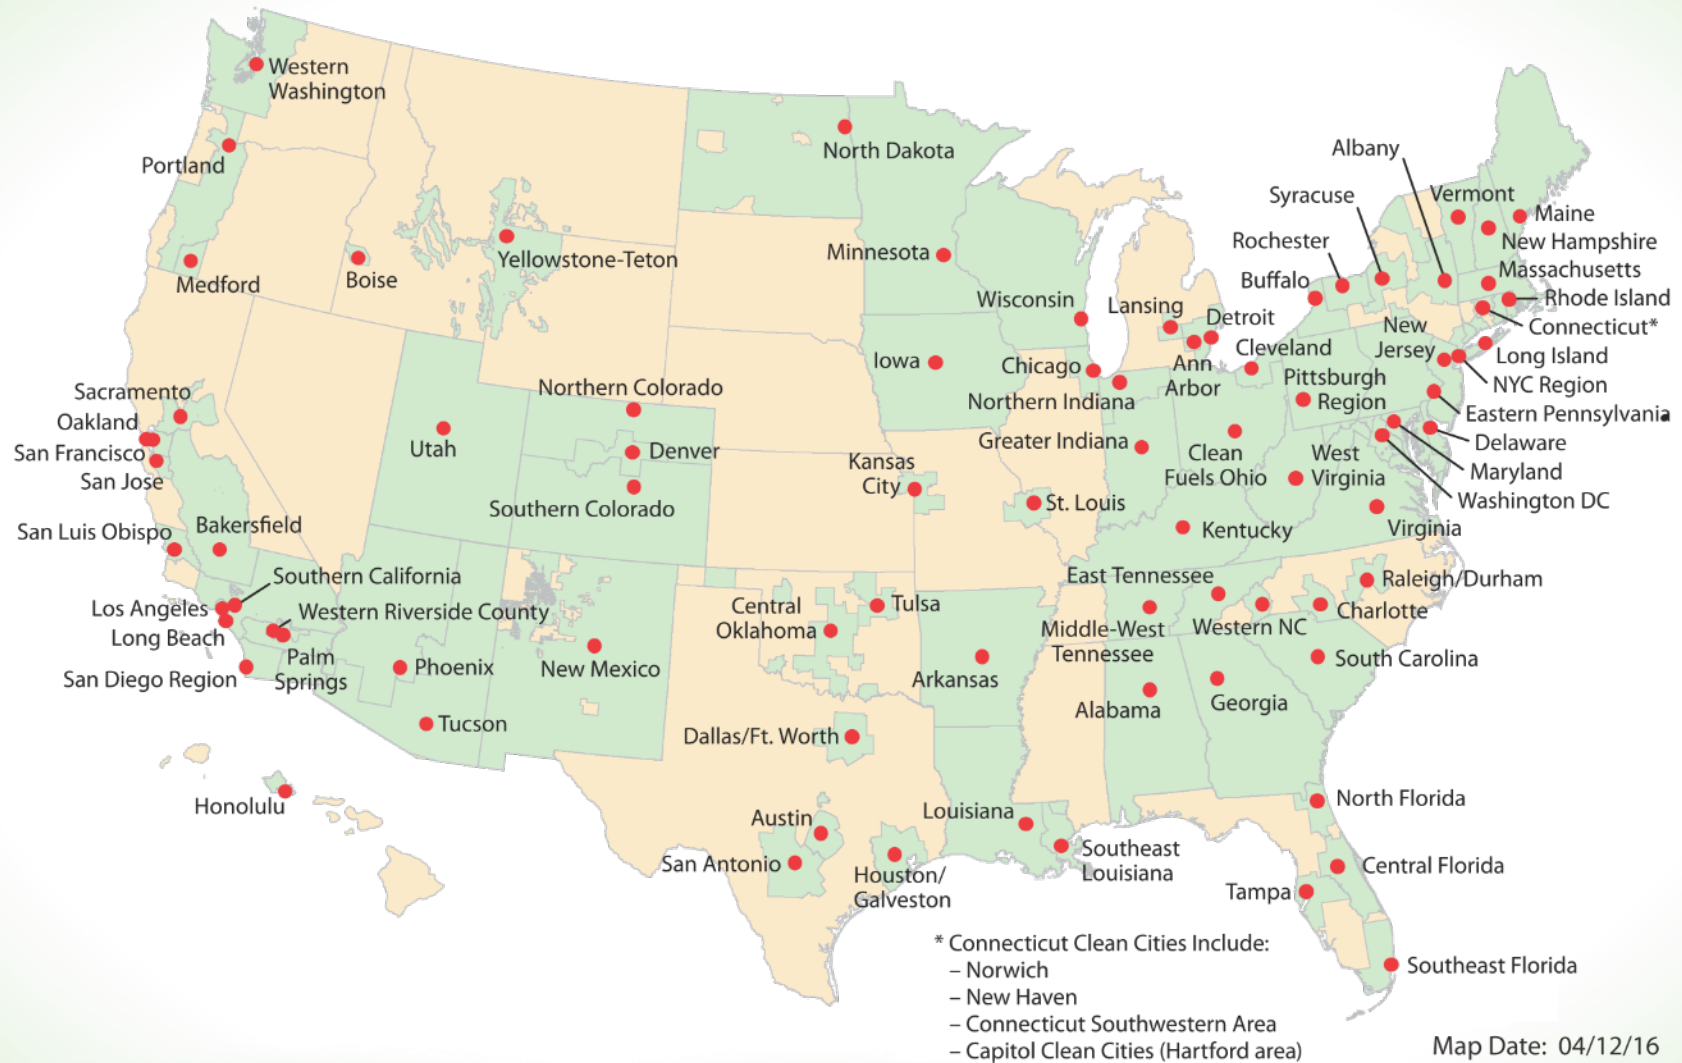 Western
Washington
Portland
Medford
Boise
Yellowstone-Teton
North Dakota
Minnesota
Wisconsin
Iowa
Chicago
Lansing
Detroit
Ann
Arbor
Northern Indiana
Greater Indiana
Cleveland
Clean
Fuels Ohio
Pittsburgh
Region
West
Virginia
Kentucky
Virginia
Albany
Syracuse
Rochester
Buffalo
Vermont
Maine
New Hampshire
Massachusetts
Rhode Island
Connecticut*
New
Jersey
Long Island
NYC Region
Eastern Pennsylvania
Delaware
Maryland
Washington DC
Sacramento
Oakland
San Francisco
San Jose
San Luis Obispo
Bakersfield
Southern California
Los Angeles
Western Riverside County
Long Beach
Palm
Springs
San Diego Region
Utah
Northern Colorado
Denver
Southern Colorado
Phoenix
Tucson
New Mexico
Kansas
City
St. Louis
Central
Oklahoma
Tulsa
Arkansas
East Tennessee
Middle-West
Tennessee
Western NC
Raleigh/Durham
Charlotte
South Carolina
Alabama
Georgia
Dallas/Ft. Worth
Austin
San Antonio
Houston/
Galveston
Louisiana
Southeast
Louisiana
North Florida
Central Florida
Tampa
Southeast Florida
Honolulu
* Connecticut Clean Cities Include:
– Norwich
– New Haven
– Connecticut Southwestern Area
– Capitol Clean Cities (Hartford area)
Map Date: 04/12/16